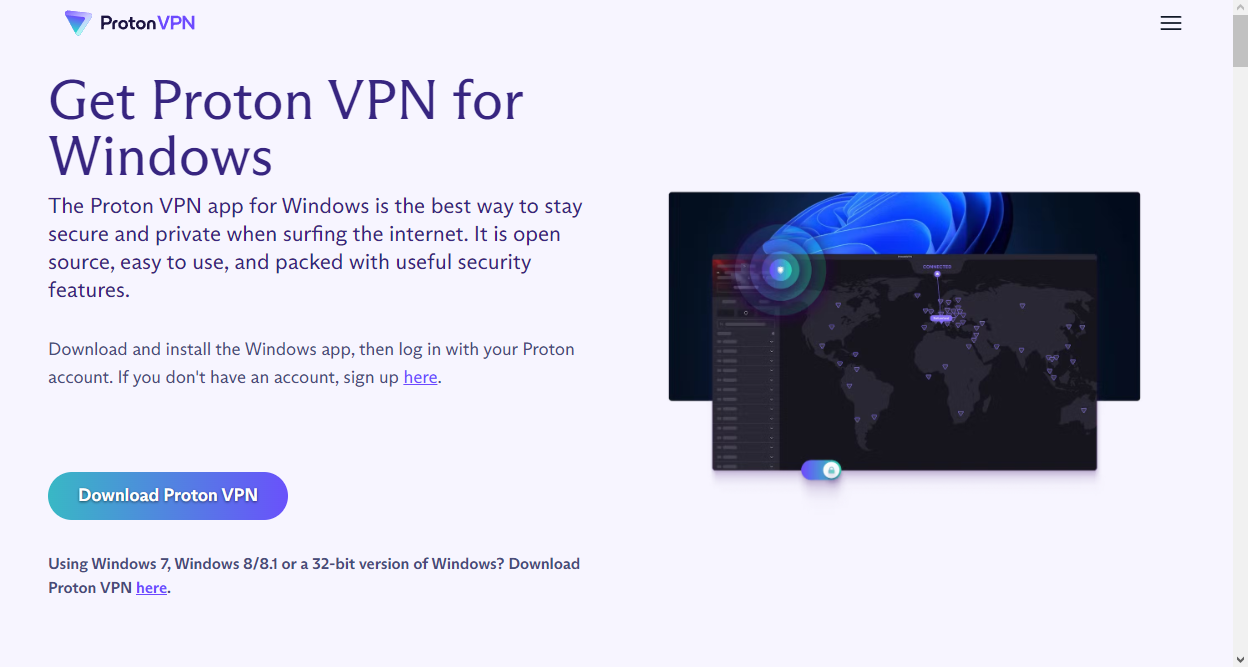 ProtonVPN
Get Proton VPN for
Windows
The Proton VPN app for Windows is the best way to stay
secure and private when surfing the internet. It is open
source, easy to use, and packed with useful security
features.
Download and install the Windows app, then log in with your Proton
account. If you don't have an account, sign up here.
CONNECTED
Download Proton VPN
Using Windows 7, Windows 8/8.1 or a 32-bit version of Windows? Download
Proton VPN here.